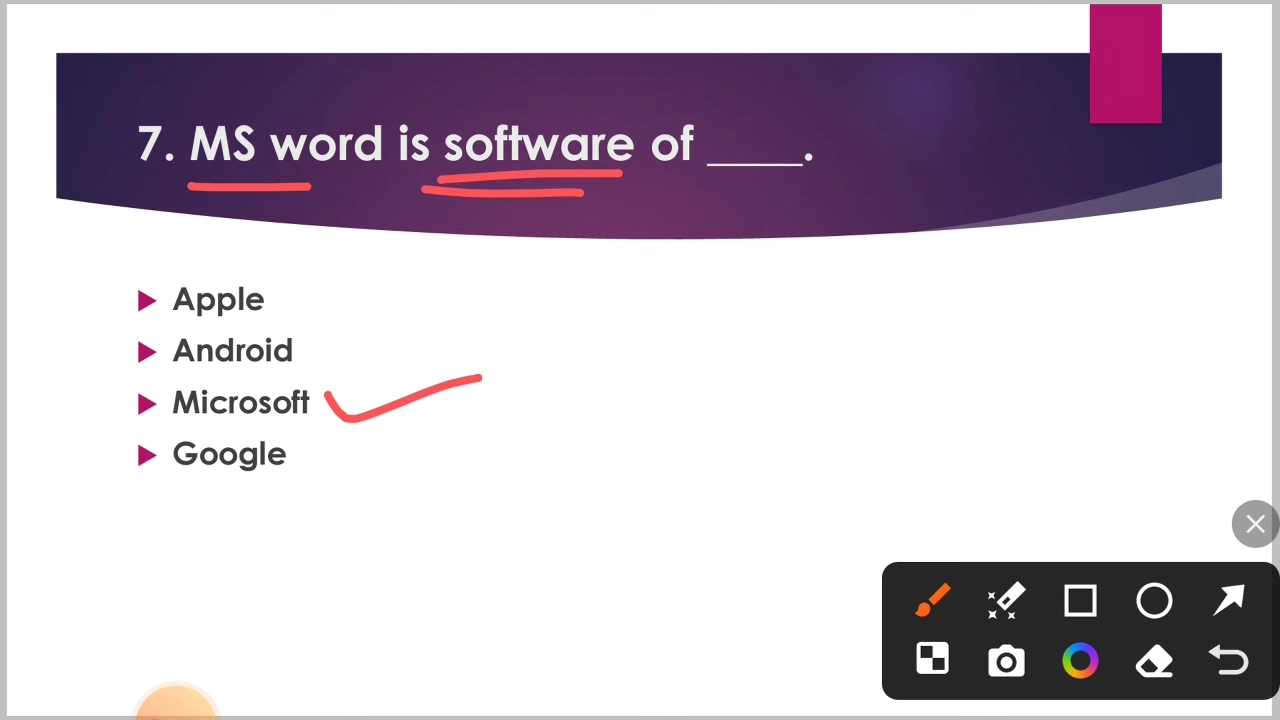 7. MS word is software of ____.
Apple
Android
Microsoft
Google